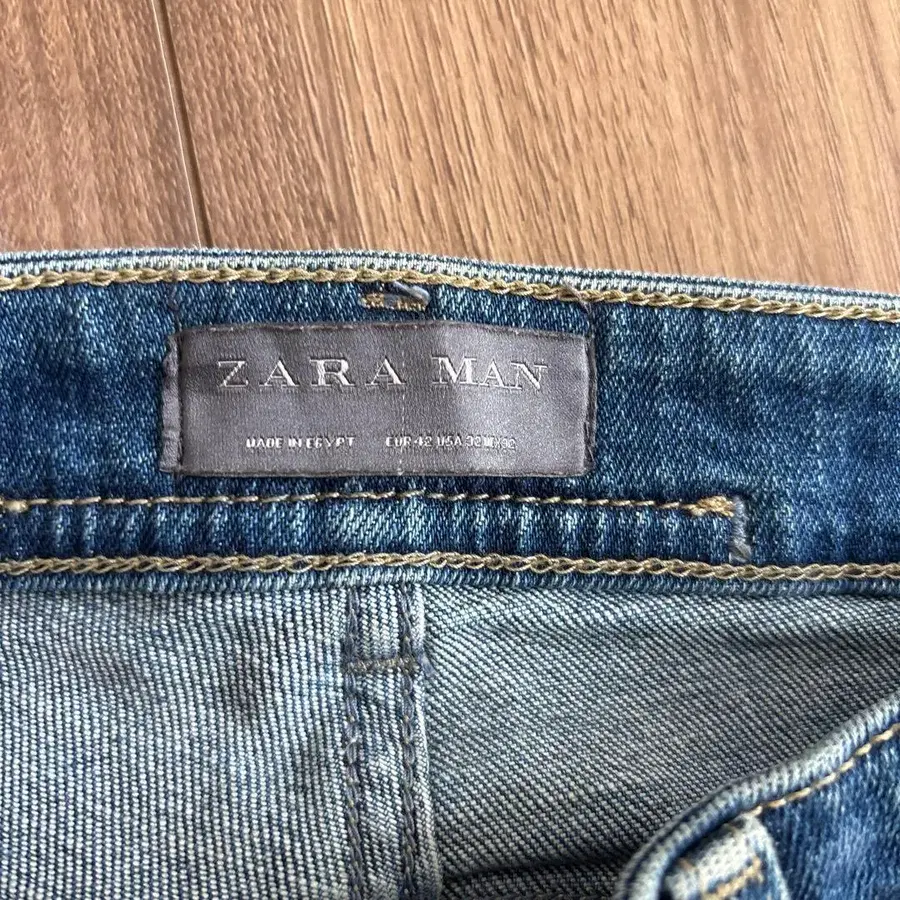 ZARA MAN
MADE IN EGYPT EUR 42 USA 32 MEX 32